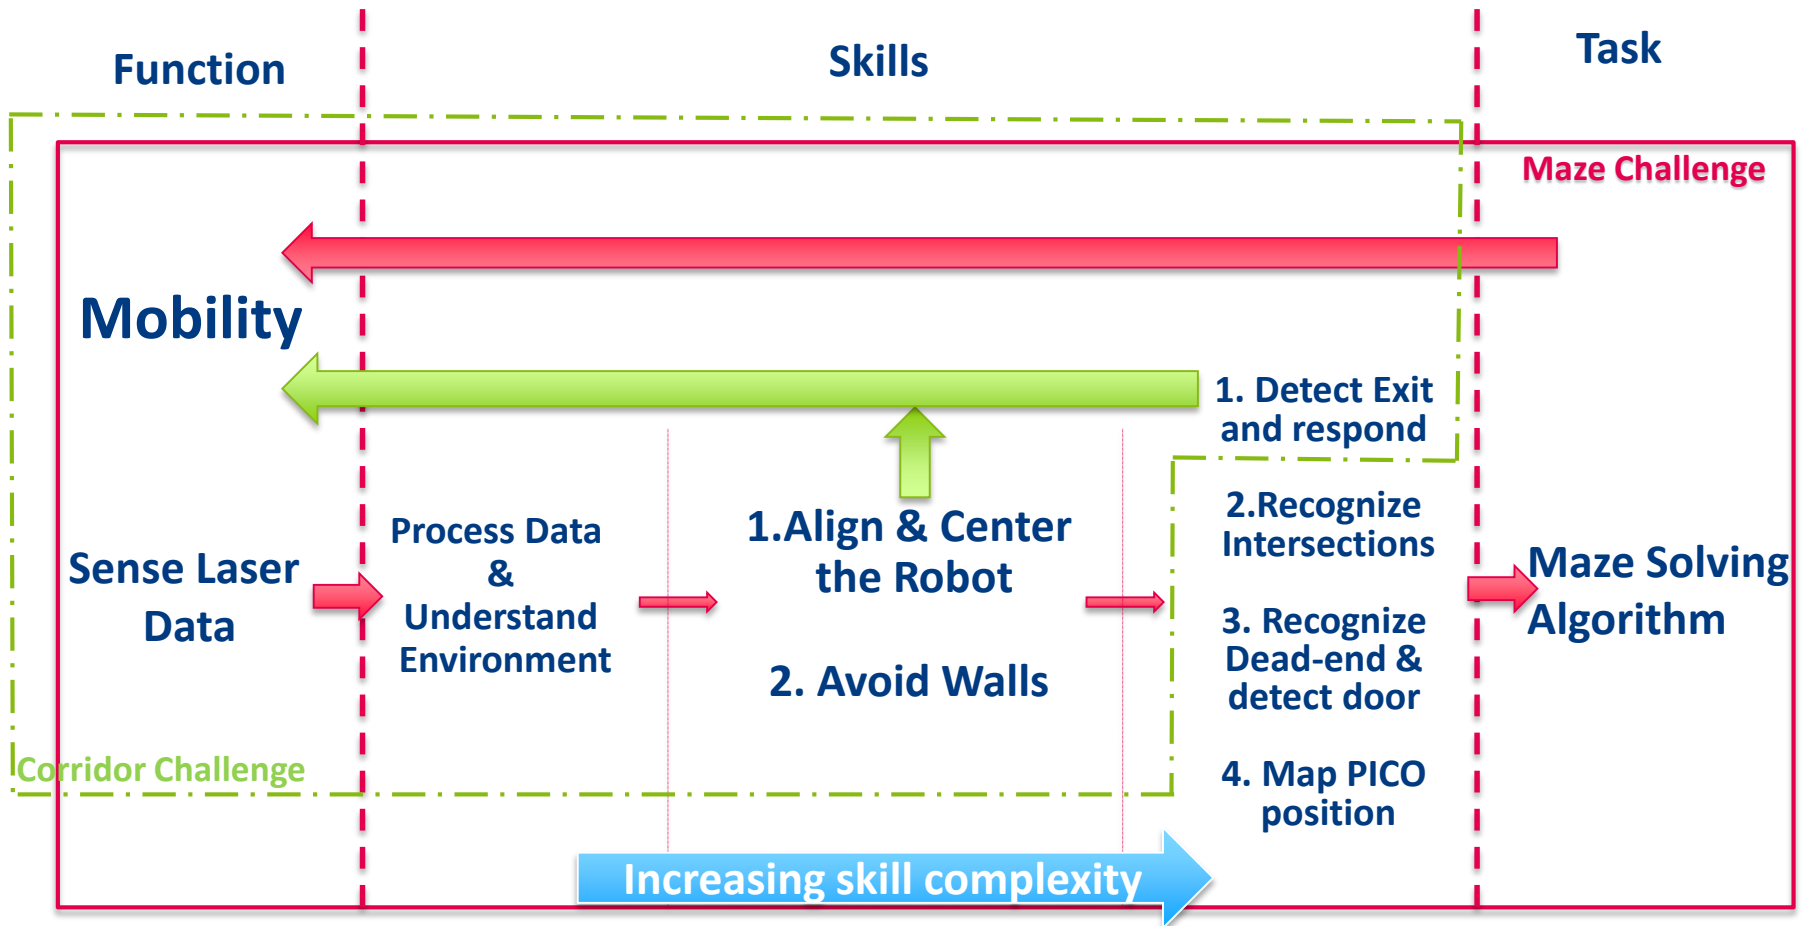 Function
Skills
Task
Maze Challenge
Mobility
1. Detect Exit
and respond
Sense Laser
Data
Process Data
&
Understand
Environment
1.Align & Center
the Robot
2. Avoid Walls
2.Recognize
Intersections
3. Recognize
Dead-end &
detect door
4. Map PICO
position
Maze Solving
Algorithm
Corridor Challenge
Increasing skill complexity